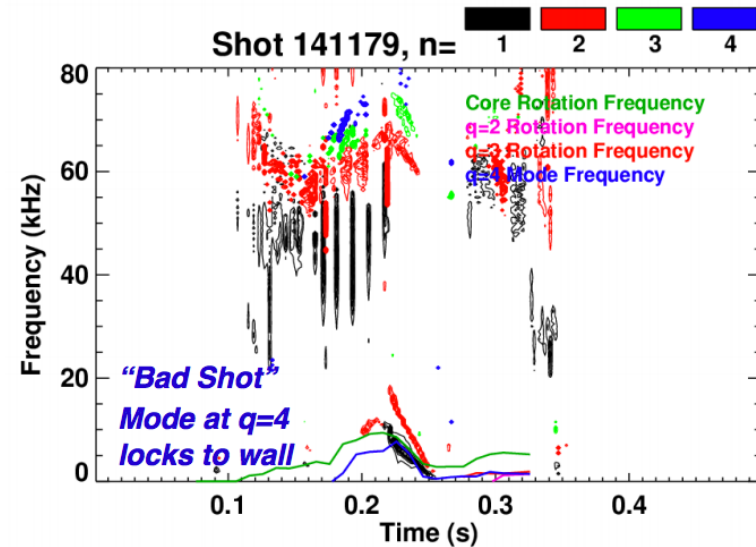 Shot 141179, n=
1 2 3 4
80
60
40
20
0
Frequency (kHz)
Core Rotation Frequency
q=2 Rotation Frequency
q=3 Rotation Frequency
q=4 Mode Frequency
“Bad Shot”
Mode at q=4
locks to wall
0.1 0.2 0.3 0.4
Time (s)